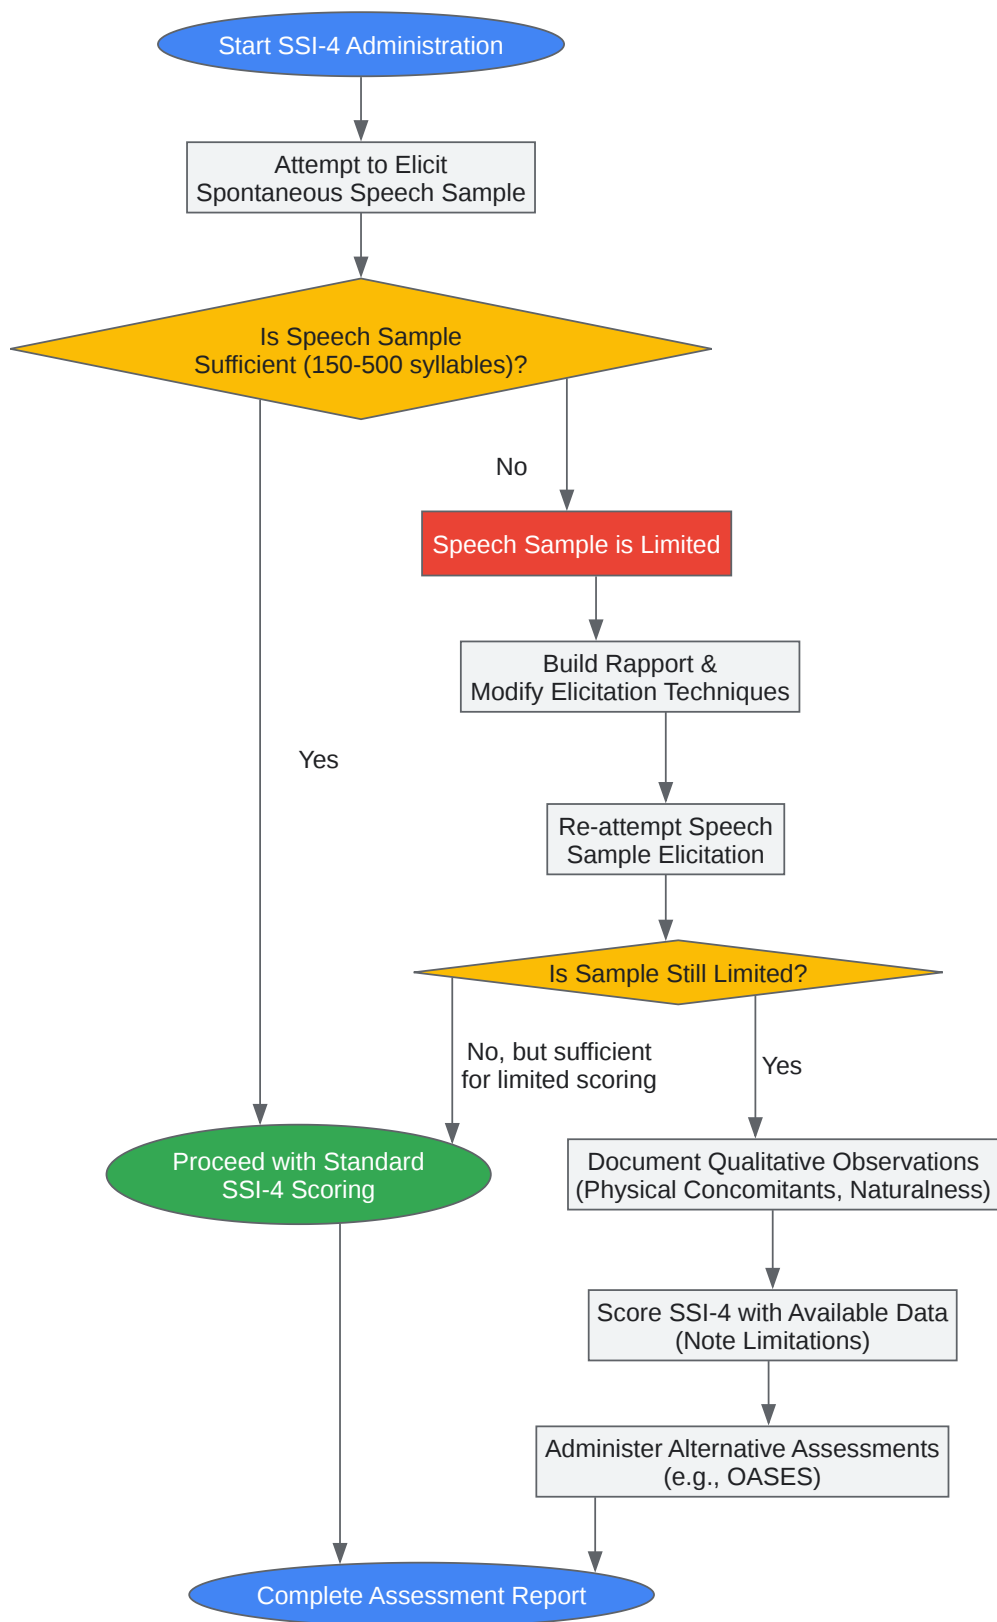 Start SSI-4 Administration
Attempt to Elicit
Spontaneous Speech Sample
Is Speech Sample
Sufficient (150-500 syllables)?
No
Speech Sample is Limited
Build Rapport &
Modify Elicitation Techniques
Yes
Re-attempt Speech
Sample Elicitation
Is Sample Still Limited?
No, but sufficient
for limited scoring
Yes
Proceed with Standard
SSI-4 Scoring
Document Qualitative Observations
(Physical Concomitants, Naturalness)
Score SSI-4 with Available Data
(Note Limitations)
Administer Alternative Assessments
(e.g., OASES)
Complete Assessment Report